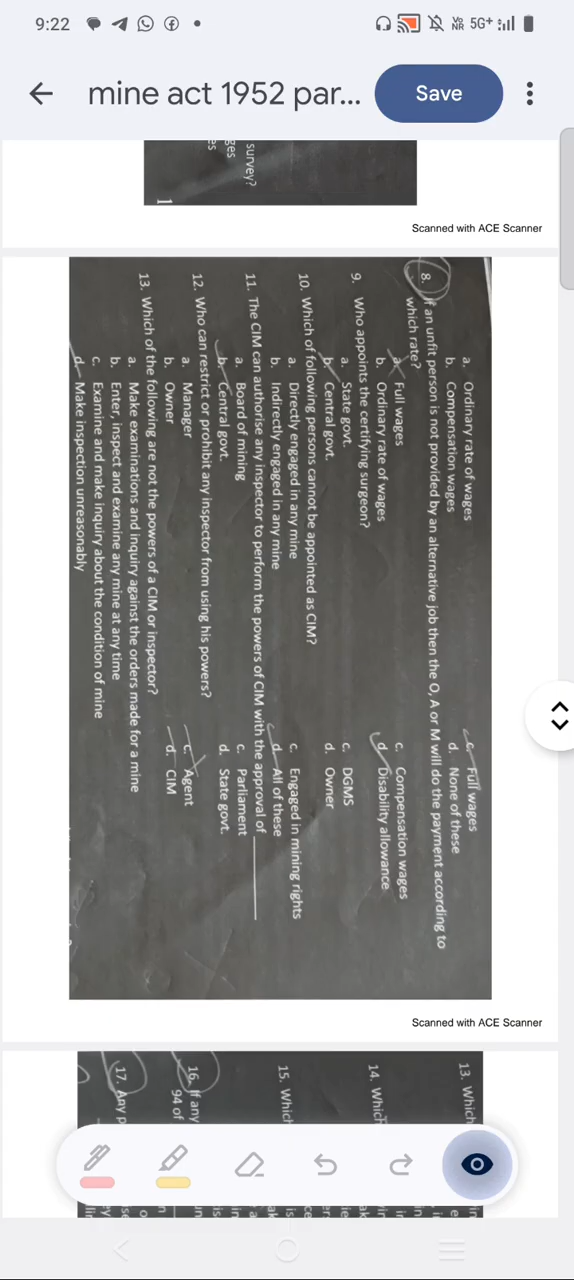 9:22
Vo NR 5G+
mine act 1952 par...
Save
survey?
ges
es
1
Scanned with ACE Scanner
a. Ordinary rate of wages
c. Full wages
b. Compensation wages
d. None of these
8. If an unfit person is not provided by an alternative job then the O, A or M will do the payment according to
which rate?
a. Full wages
c. Compensation wages
b. Ordinary rate of wages
d. Disability allowance
9. Who appoints the certifying surgeon?
a. State govt.
c. DGMS
b. Central govt.
d. Owner
10. Which of following persons cannot be appointed as CIM?
a. Directly engaged in any mine
c. Engaged in mining rights
b. Indirectly engaged in any mine
d. All of these
11. The CIM can authorise any inspector to perform the powers of CIM with the approval of ________
a. Board of mining
c. Parliament
b. Central govt.
d. State govt.
12. Who can restrict or prohibit any inspector from using his powers?
a. Manager
c. Agent
b. Owner
d. CIM
13. Which of the following are not the powers of a CIM or inspector?
a. Make examinations and inquiry against the orders made for a mine
b. Enter, inspect and examine any mine at any time
c. Examine and make inquiry about the condition of mine
d. Make inspection unreasonably
Scanned with ACE Scanner
13. Which
14. Which
15. Which
16. If any
94 of
17. Any p